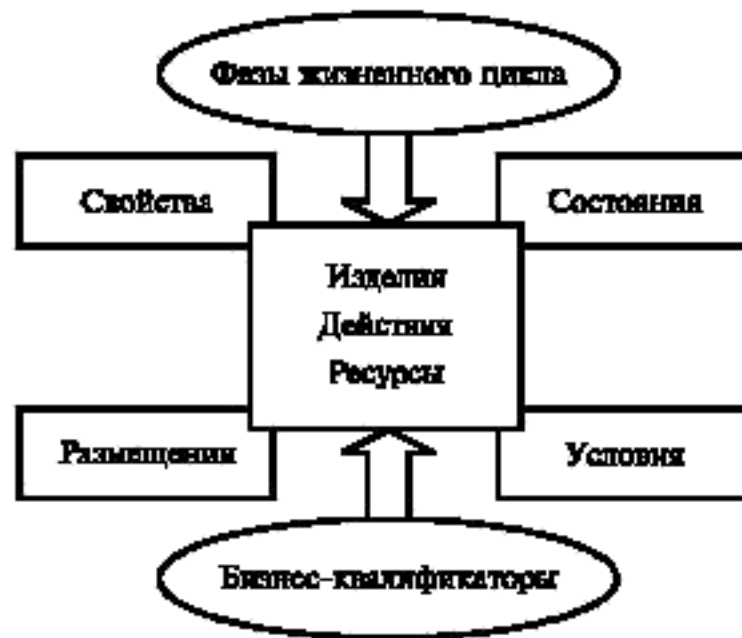 Фазы жизненного цикла
Свойства
Состояния
Изделия
Действия
Ресурсы
Размещения
Условия
Бизнес-квалификаторы